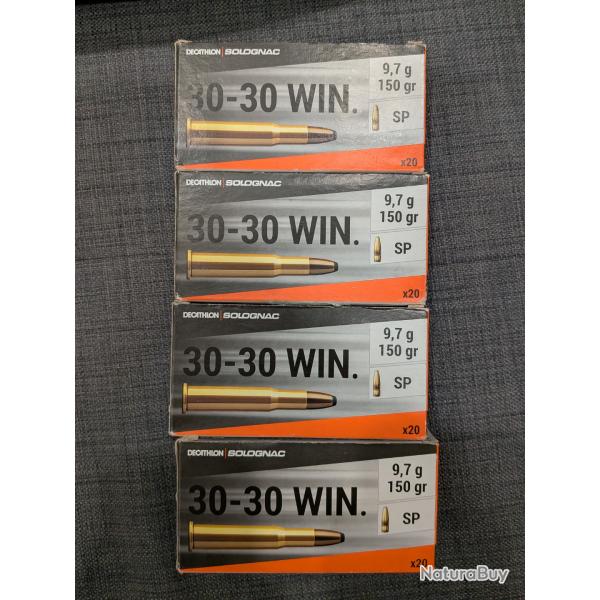 DECATHLON | SOLOGNAC
30-30 WIN.
9,7 g
150 gr
SP
x20
DECATHLON | SOLOGNAC
30-30 WIN.
9,7 g
150 gr
SP
x20
DECATHLON | SOLOGNAC
30-30 WIN.
9,7 g
150 gr
SP
x20
DECATHLON | SOLOGNAC
30-30 WIN.
9,7 g
150 gr
SP
x20
NaturaBuy